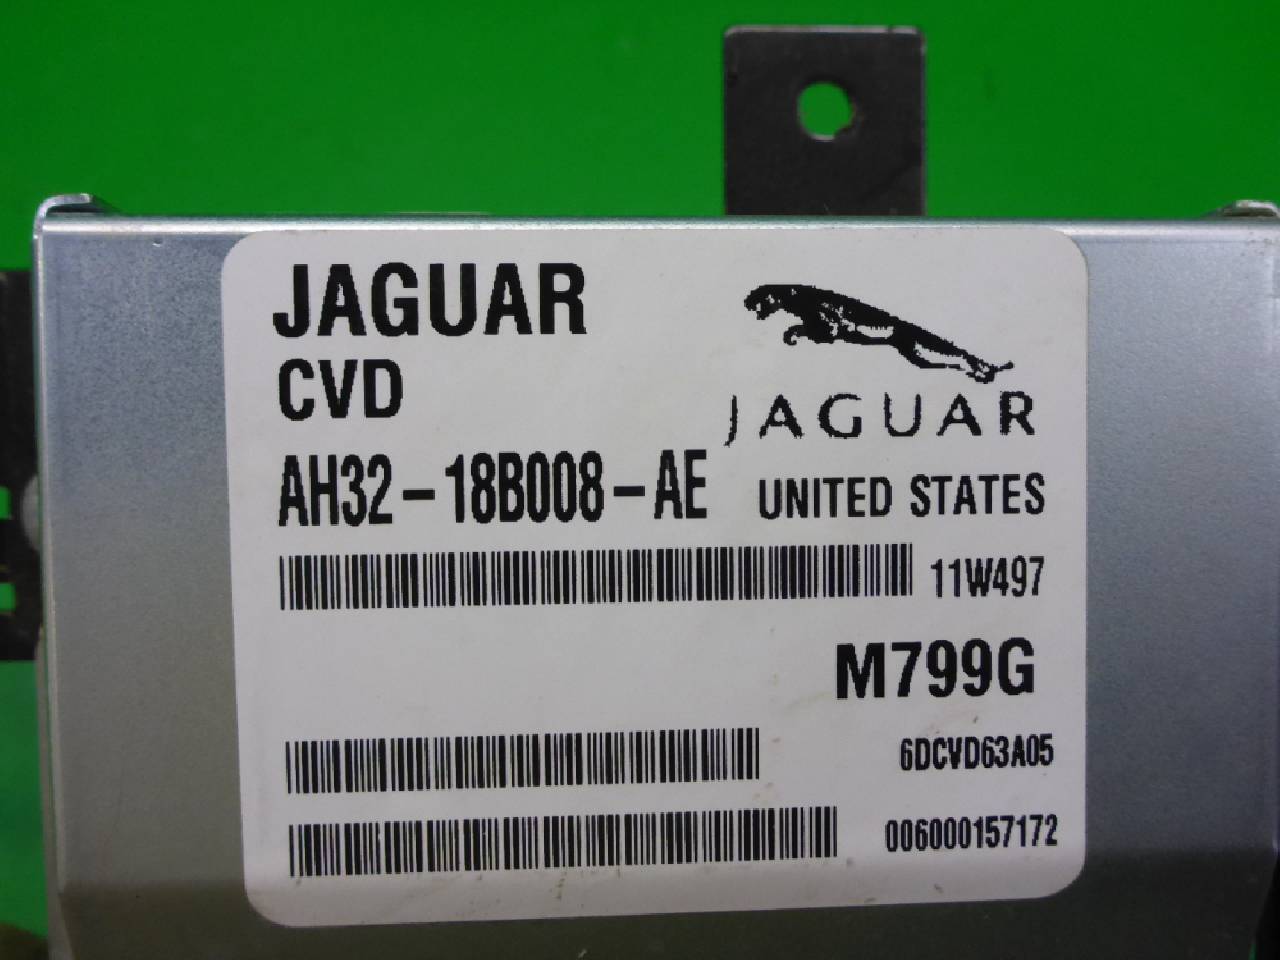 JAGUAR
CVD
JAGUAR
AH32-18B008-AE
UNITED STATES
11W497
M799G
6DCVD63A05
006000157172